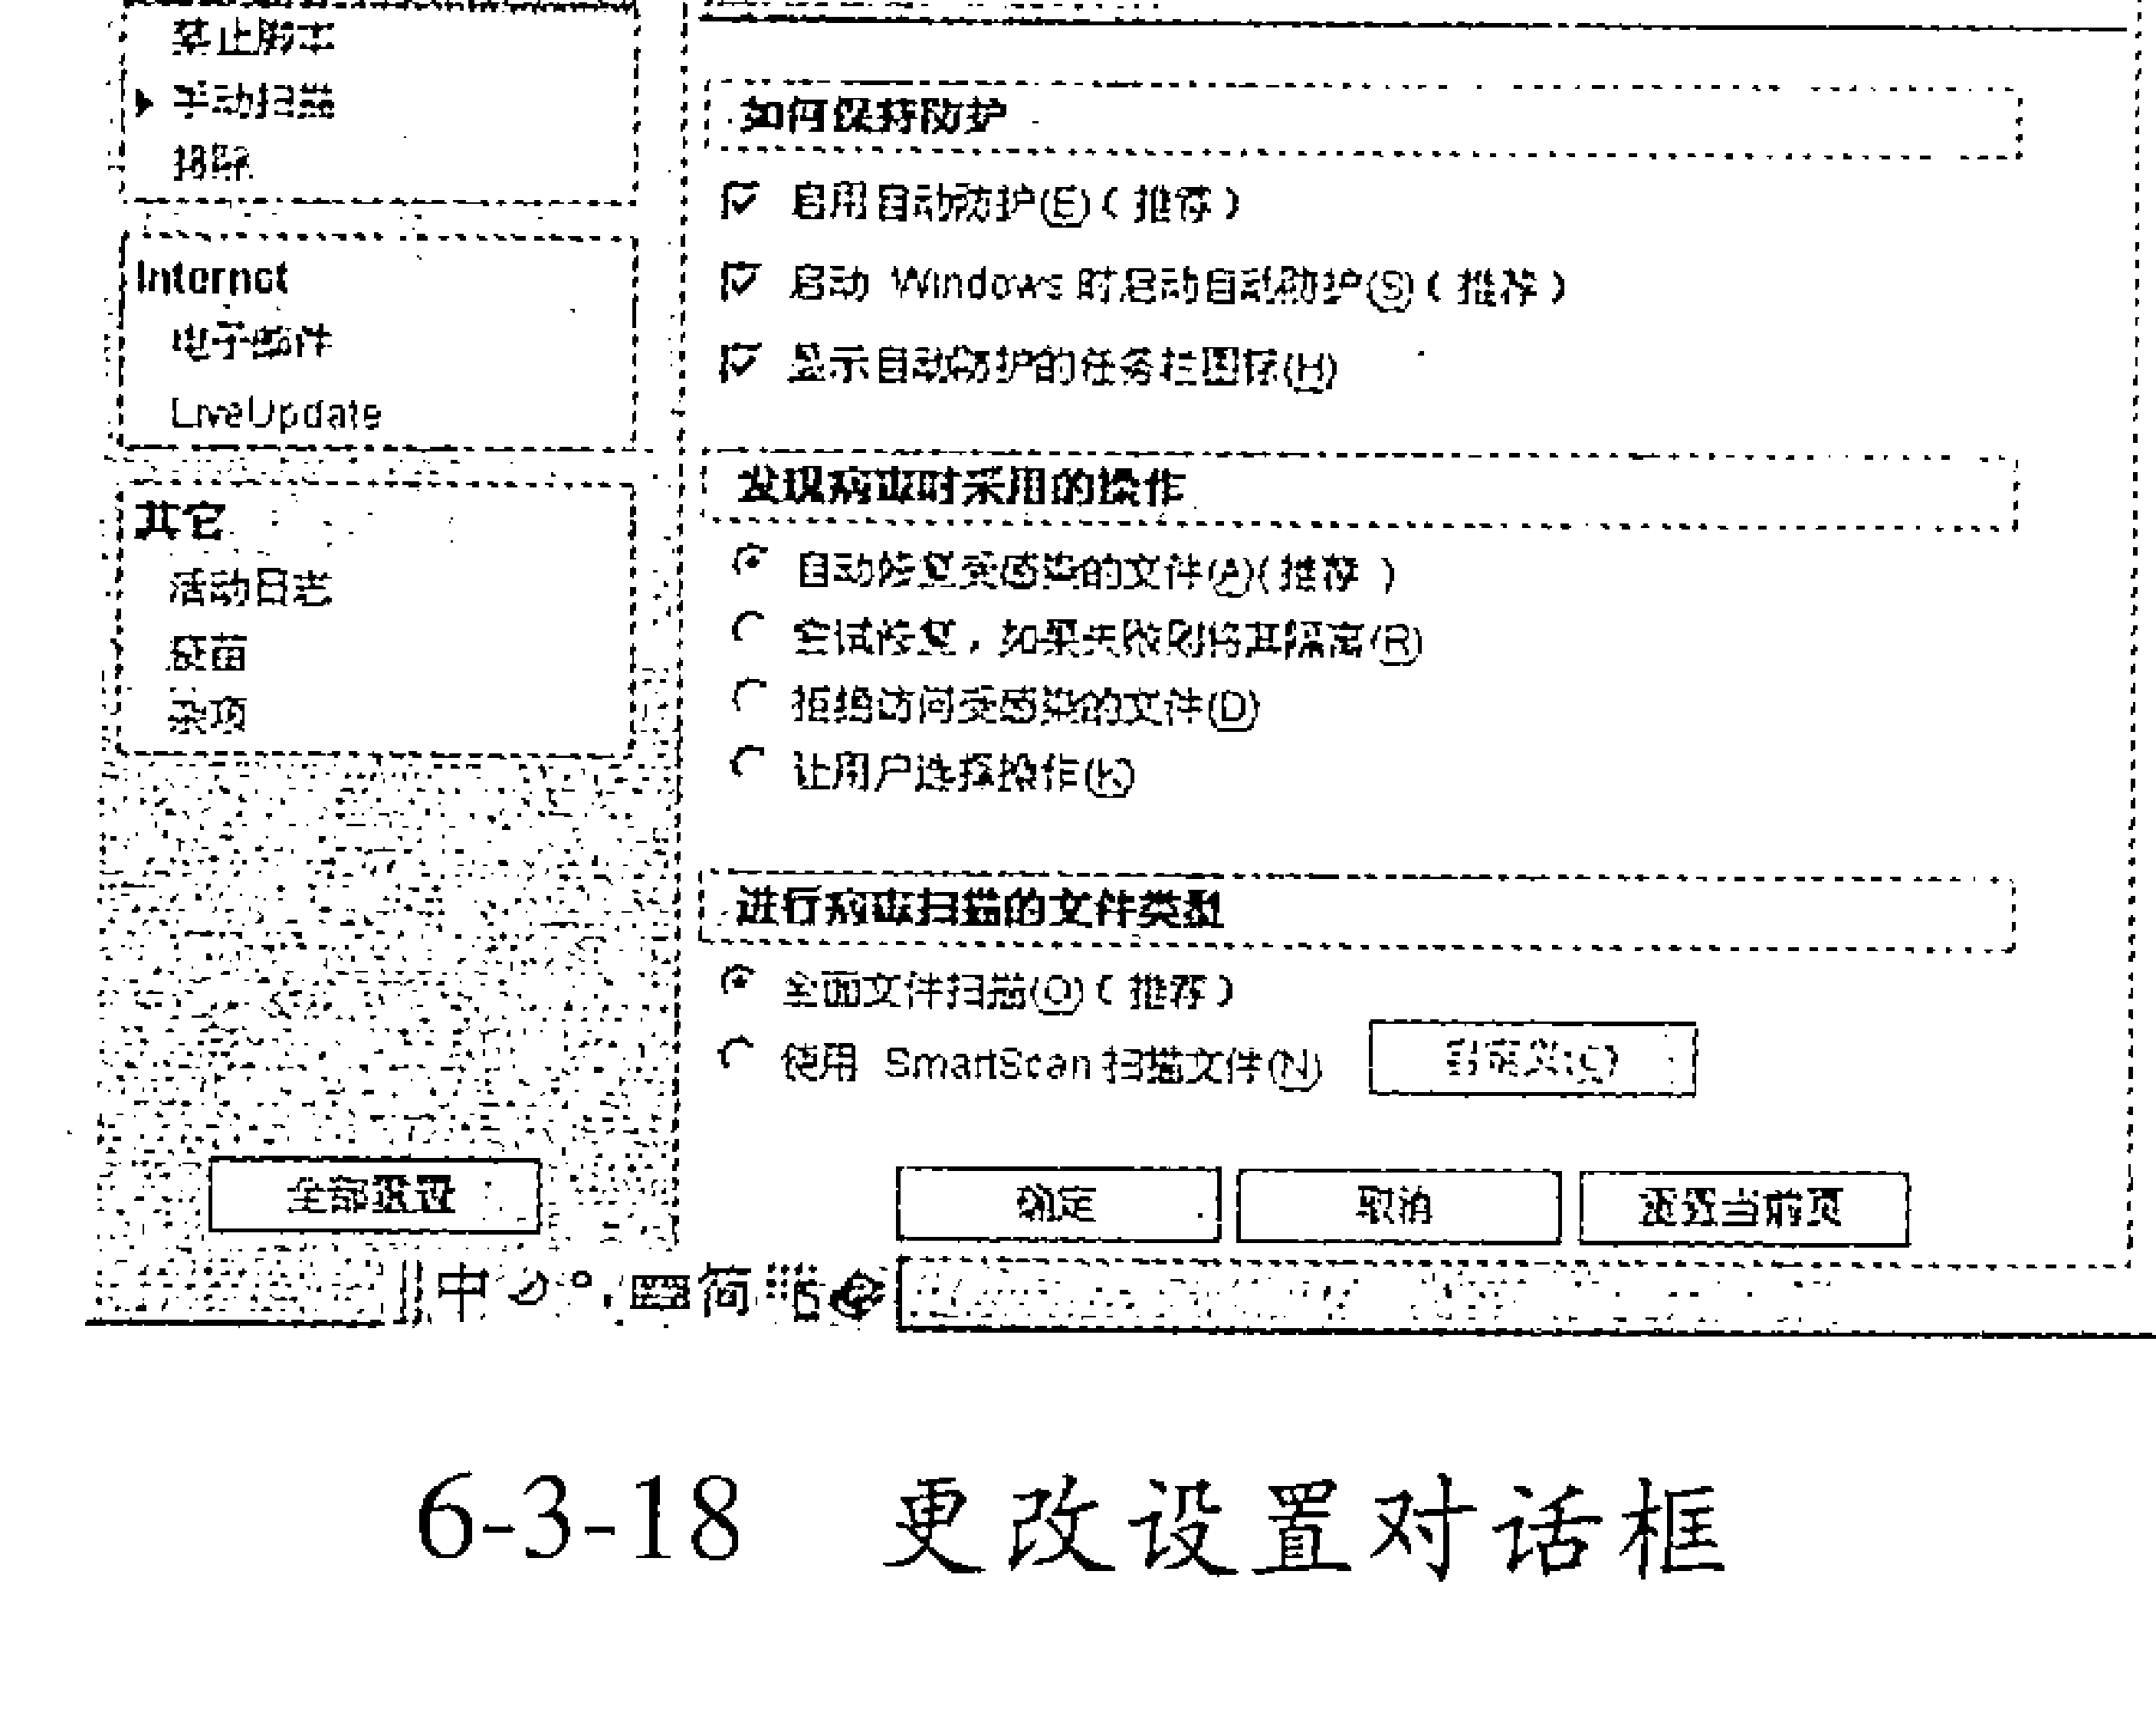 禁止脚本
手动扫描
排除
Internet
电子邮件
LiveUpdate
其它
活动日志
疫苗
杂项
全部默认
如何保持防护
启用自动防护(E)(推荐)
启动 Windows 时启动自动防护(S)(推荐)
显示自动防护的任务栏图标(H)
发现病毒时采用的操作
自动修复受感染的文件(A)(推荐)
尝试修复，如果失败则将其隔离(R)
拒绝访问受感染的文件(D)
让用户选择操作(K)
进行病毒扫描的文件类型
全面文件扫描(O)(推荐)
使用 SmartScan 扫描文件(N)
自定义(C)
确定
取消
默认当前页
中
简
6-3-18 更改设置对话框